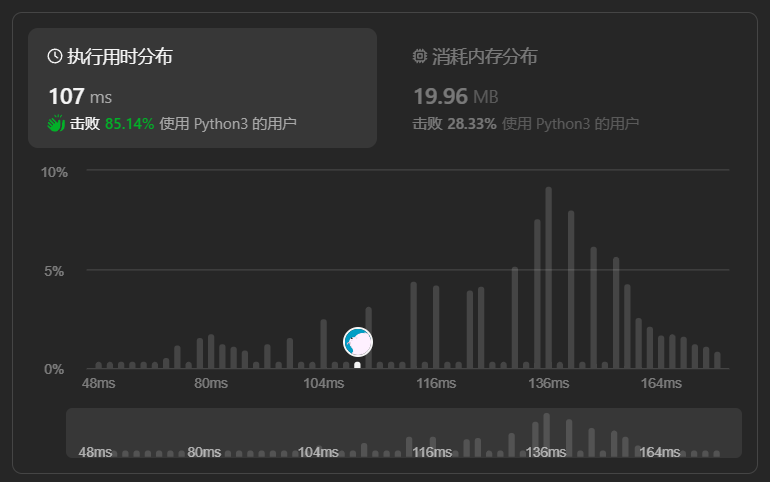 执行用时分布
107 ms
击败 85.14% 使用 Python3 的用户
消耗内存分布
19.96 MB
击败 28.33% 使用 Python3 的用户
10%
5%
0%
48ms 80ms 104ms 116ms 136ms 164ms
48ms 80ms 104ms 116ms 136ms 164ms